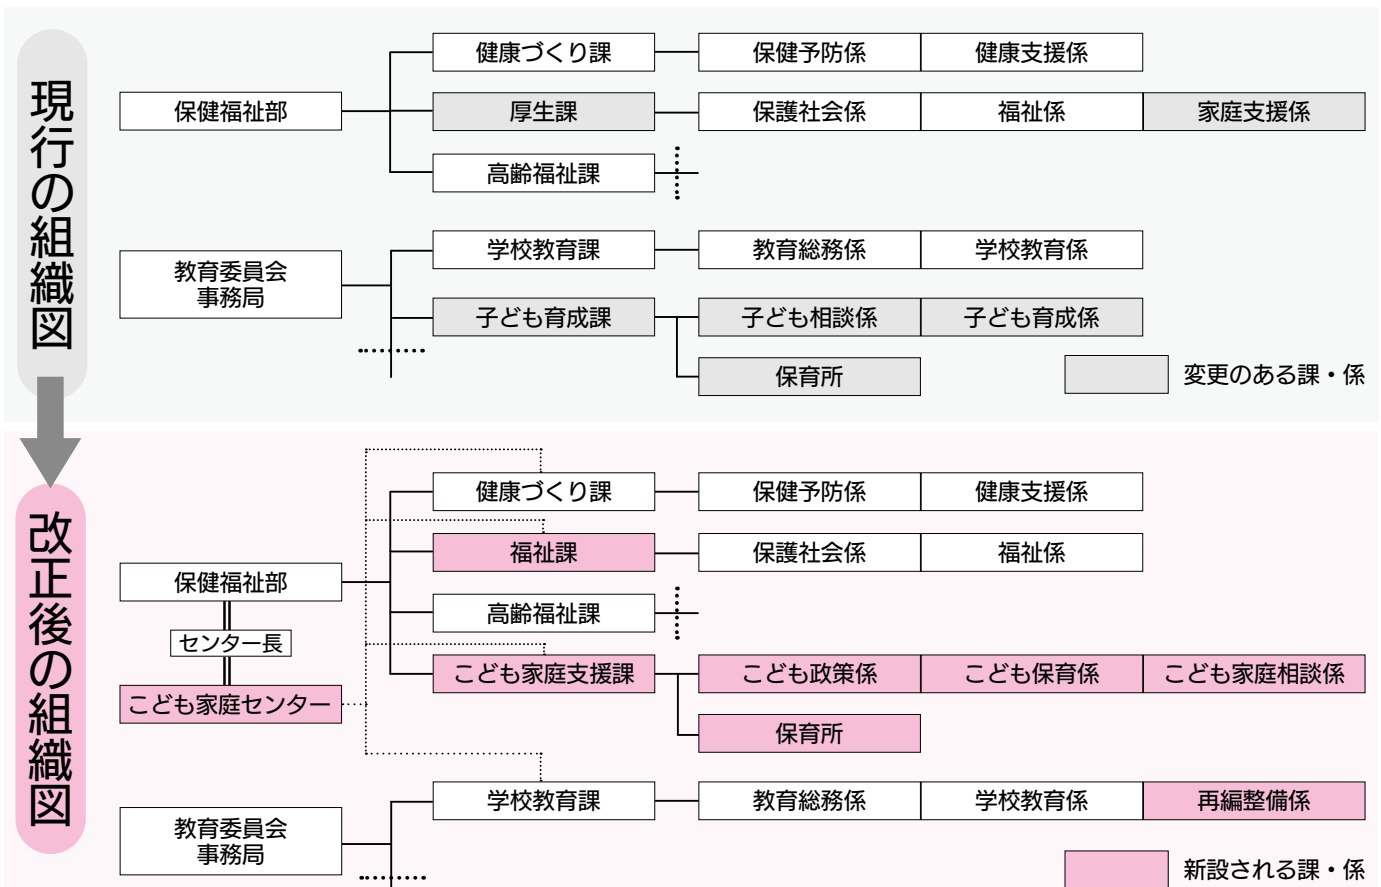 現行の組織図
健康づくり課
保健予防係
健康支援係
保健福祉部
厚生課
保護社会係
福祉係
家庭支援係
高齢福祉課
学校教育課
教育総務係
学校教育係
教育委員会
事務局
子ども育成課
子ども相談係
子ども育成係
保育所
変更のある課・係
改正後の組織図
健康づくり課
保健予防係
健康支援係
福祉課
保護社会係
福祉係
保健福祉部
高齢福祉課
センター長
こども家庭支援課
こども政策係
こども保育係
こども家庭相談係
こども家庭センター
保育所
学校教育課
教育総務係
学校教育係
再編整備係
教育委員会
事務局
新設される課・係